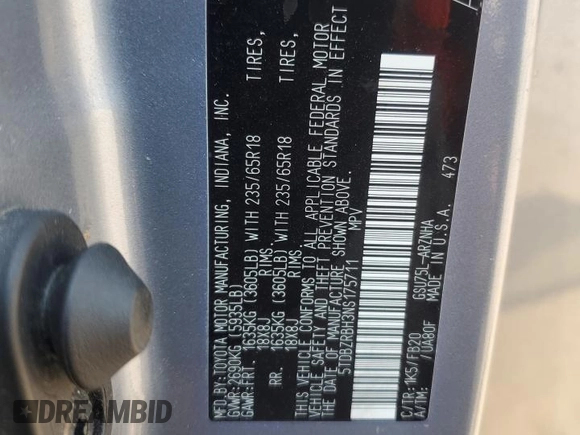 MFD.BY: TOYOTA MOTOR MANUFACTURING, INDIANA, INC.
GVWR: 2690KG (5935LB)
GAWR: FRT. 1635KG (3605LB) WITH 235/65R18 TIRES,
18X8J RIMS
RR. 1635KG (3605LB) WITH 235/65R18 TIRES,
18X8J RIMS
THIS VEHICLE CONFORMS TO ALL APPLICABLE FEDERAL MOTOR
VEHICLE SAFETY AND THEFT PREVENTION STANDARDS IN EFFECT
ON THE DATE OF MANUFACTURE SHOWN ABOVE.
5TDBZRBH3NS175711 MPV
C/TR: 1K5/FB20 GSU75L-ARZNHA
A/TM: /UA80F MADE IN U.S.A. 473
DREAMBID